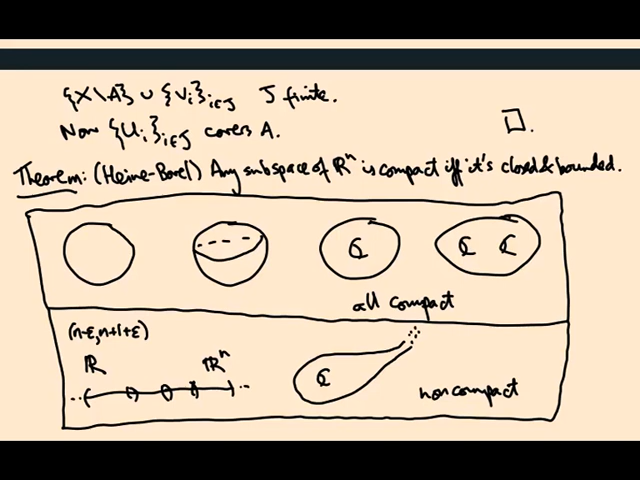 {X\A} ∪ {Vᵢ}ᵢ∈J J finite.
Now {Uᵢ}ᵢ∈J covers A. □.
Theorem: (Heine-Borel) Any subspace of ℝⁿ is compact iff it's closed & bounded.
all compact
(n-ε, n+1+ε)
ℝ ℝⁿ
noncompact